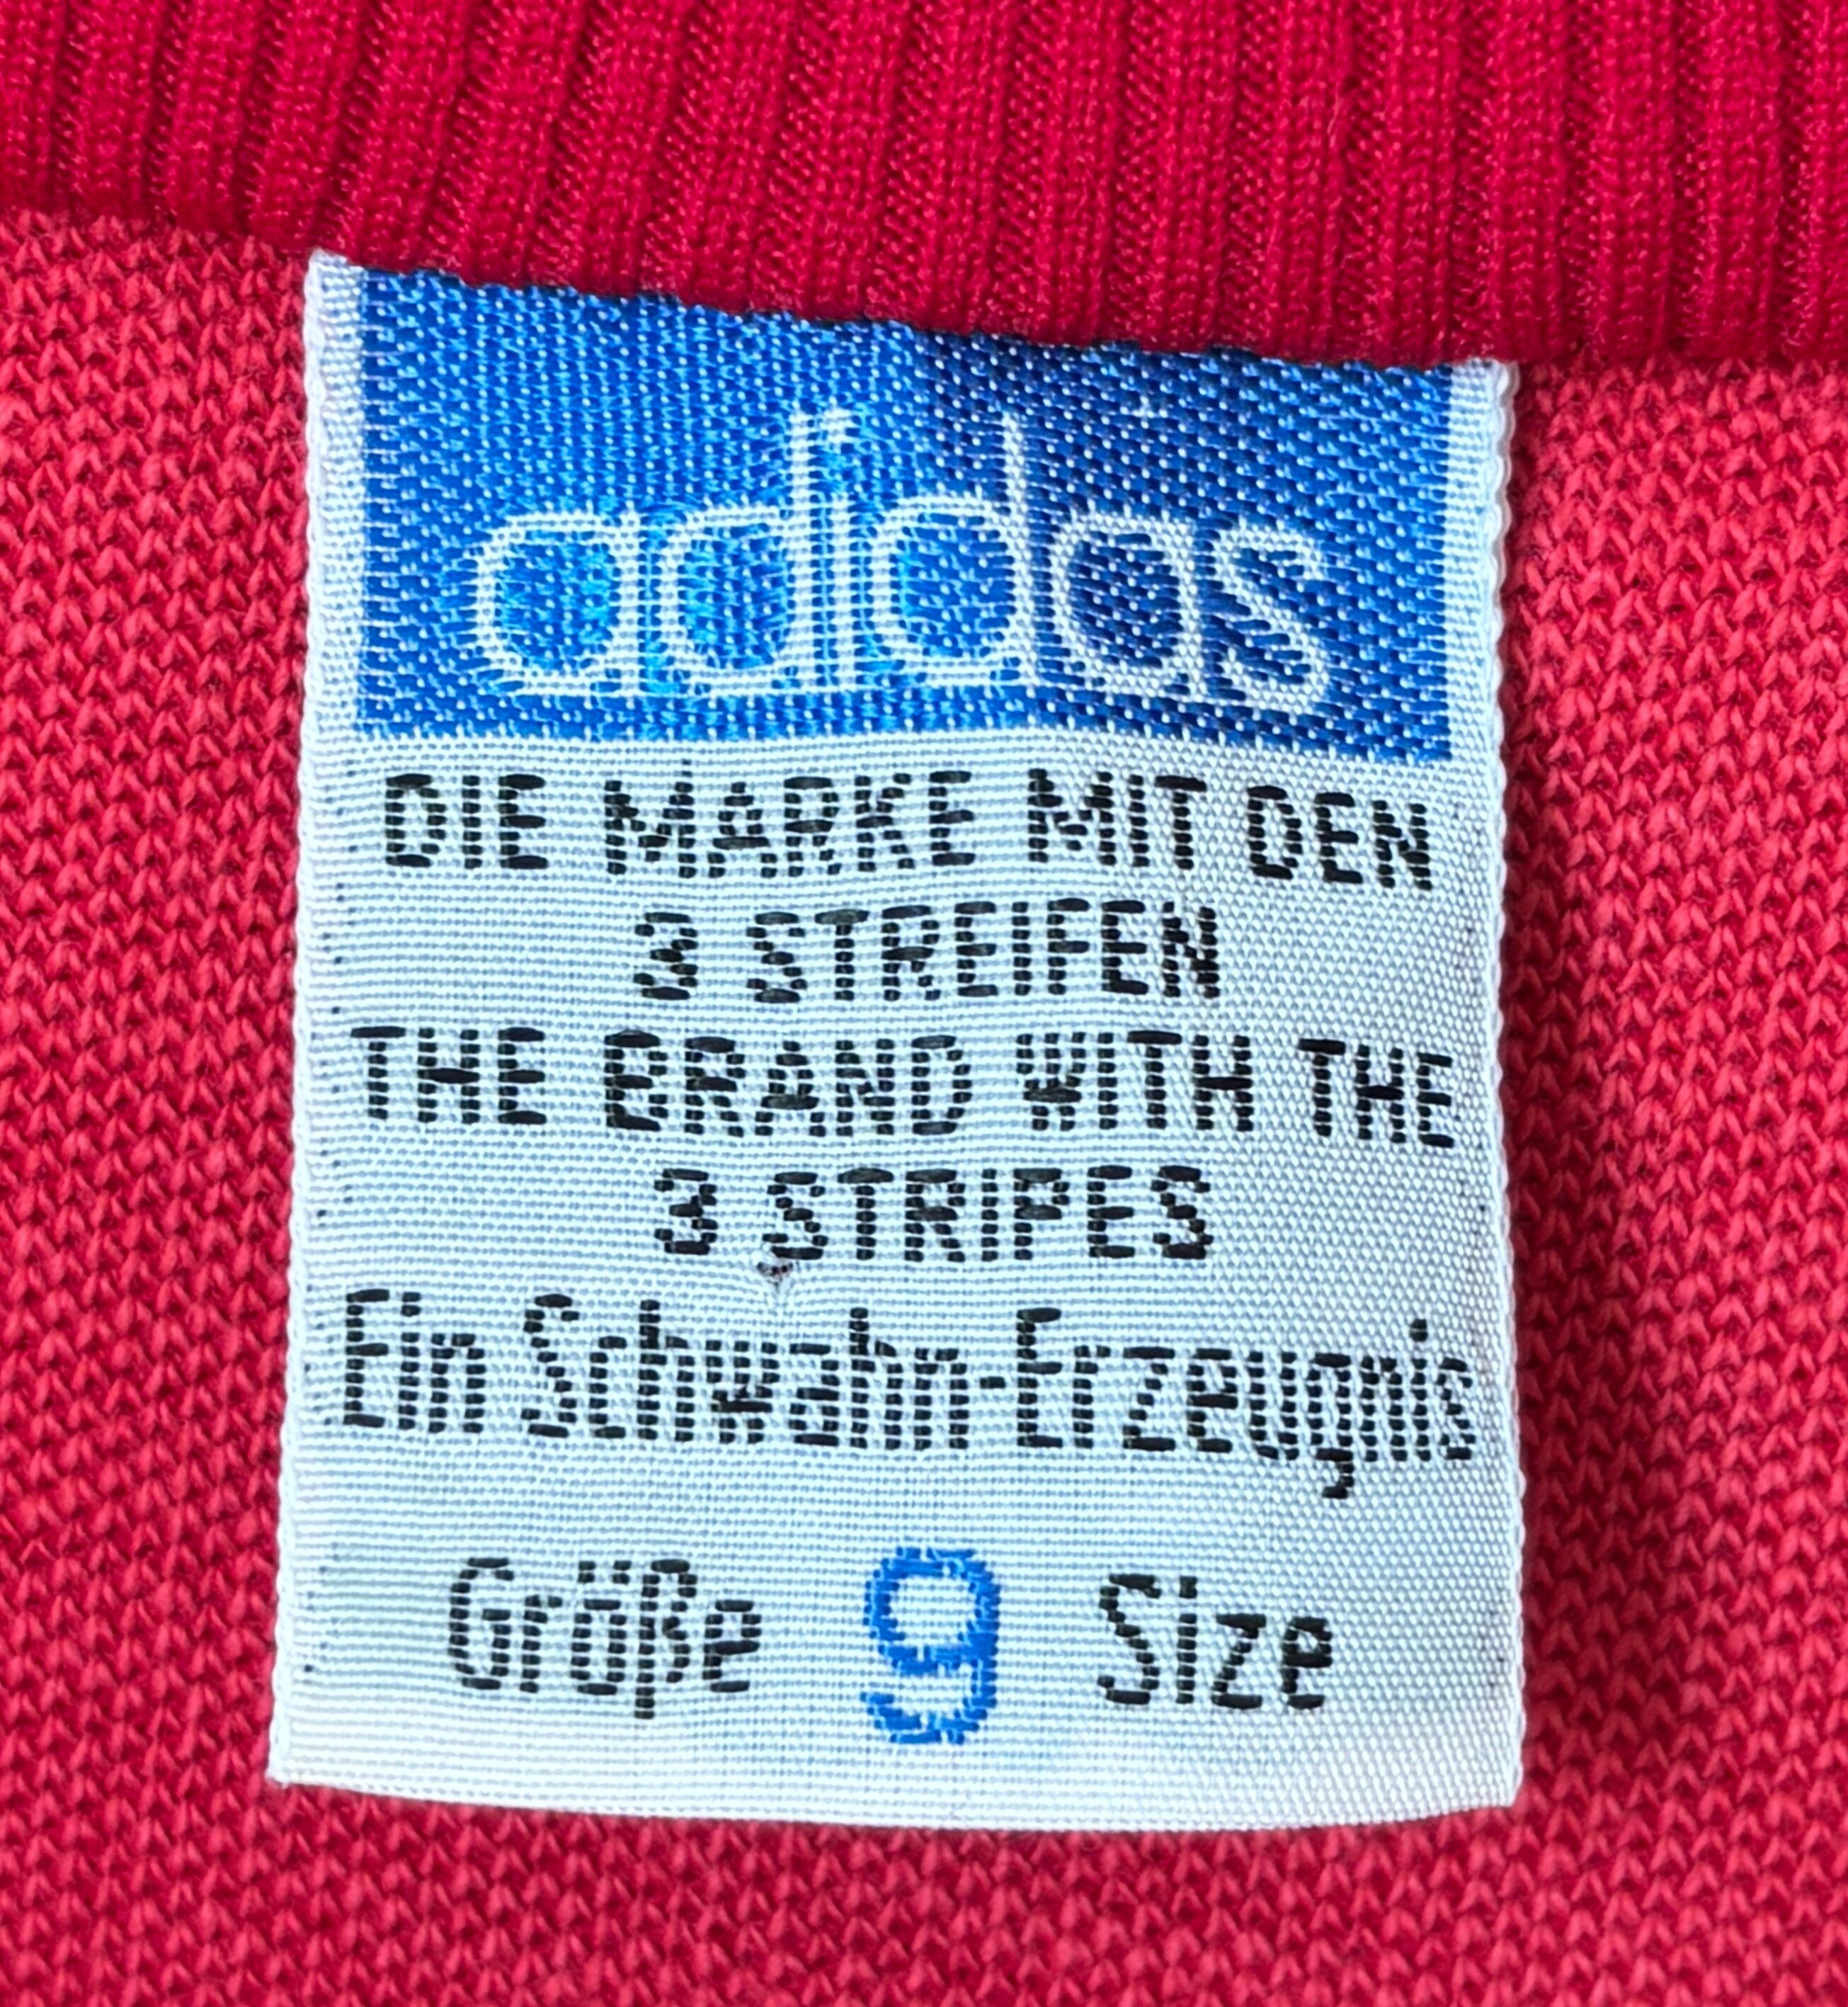 adidas
DIE MARKE MIT DEN
3 STREIFEN
THE BRAND WITH THE
3 STRIPES
Ein Schwahn-Erzeugnis
Größe 9 Size